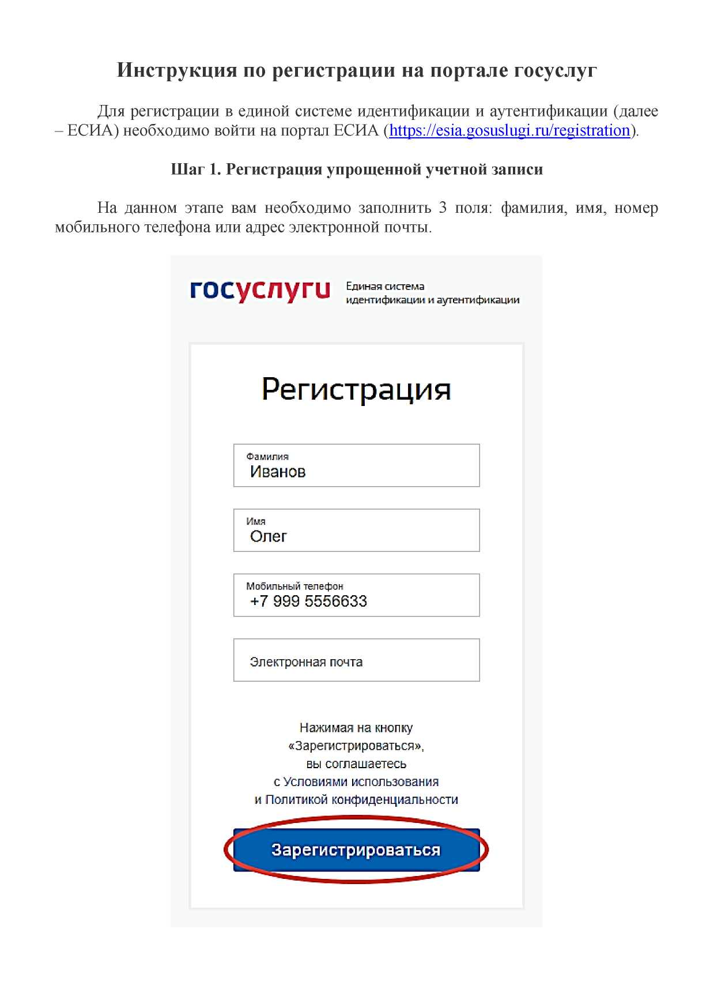 Инструкция по регистрации на портале госуслуг
Для регистрации в единой системе идентификации и аутентификации (далее
– ЕСИА) необходимо войти на портал ЕСИА (https://esia.gosuslugi.ru/registration).
Шаг 1. Регистрация упрощенной учетной записи
На данном этапе вам необходимо заполнить 3 поля: фамилия, имя, номер
мобильного телефона или адрес электронной почты.
госуслуги
Единая система
идентификации и аутентификации
Регистрация
Фамилия
Иванов
Имя
Олег
Мобильный телефон
+7 999 5556633
Электронная почта
Нажимая на кнопку
«Зарегистрироваться»,
вы соглашаетесь
с Условиями использования
и Политикой конфиденциальности
Зарегистрироваться